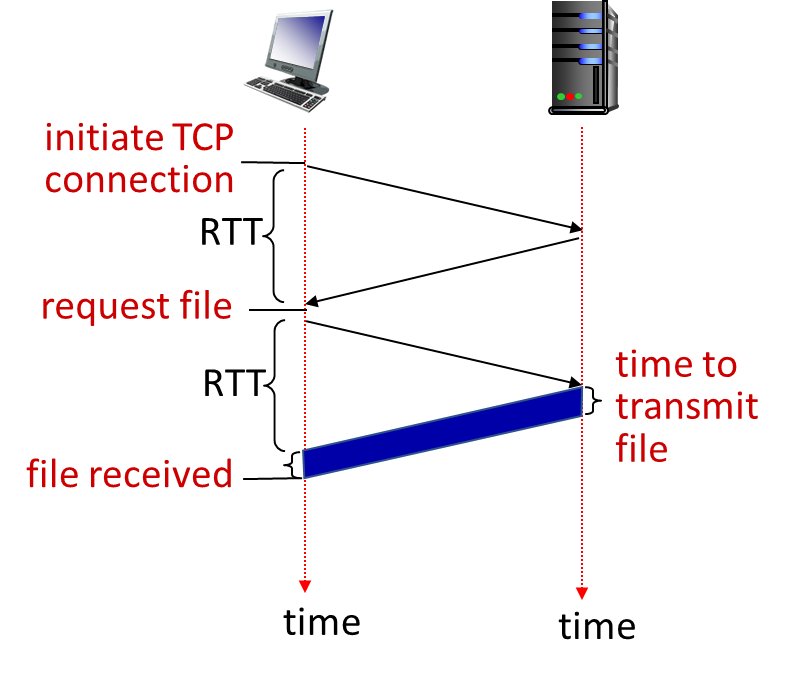 initiate TCP
connection
RTT
request file
RTT
time to
transmit
file
file received
time
time